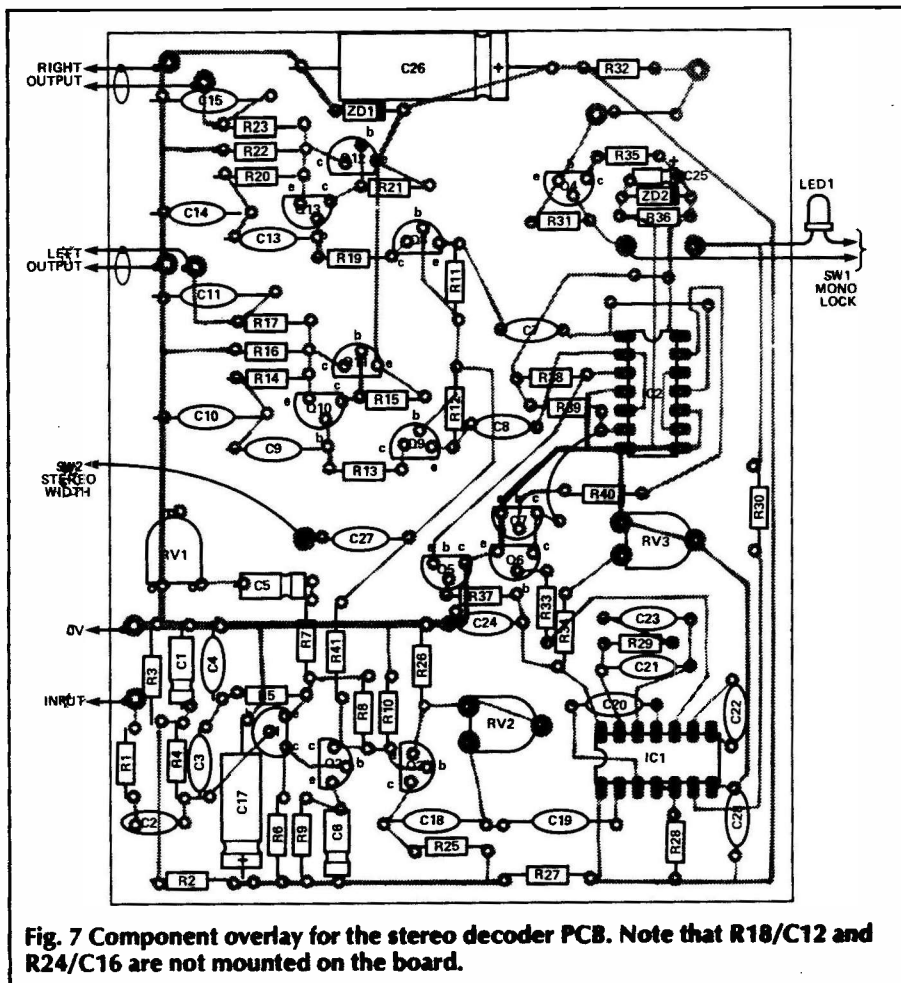 RIGHT
OUTPUT
C26
R32
C15
ZD1
R23
b
R22
c
Q12
R35
C25
R20
R21
e
c
ZD2
LED1
e
Q13
c
R31
R36
C14
b
C13
R19
c
e
R11
SW1
MONO
LOCK
LEFT
OUTPUT
C11
R17
b
R16
c
e
R14
R38
e
Q10
c
R15
R12
R39
C10
C8
b
C9
c
Q9
e
R13
SW2
STEREO
WIDTH
R40
R30
c
c
Q7
RV1
C27
e
c
Q6
RV3
e
b
c
Q5
C5
R37
b
R33
R34
0V
C24
C23
R7
R41
R26
R29
R3
C1
C4
C21
INPUT
R8
R10
RV2
C20
C22
R1
R4
C3
c
c
b
b
IC1
C17
e
c
C2
R6
R9
C18
C19
R28
R25
R2
R27
Fig. 7 Component overlay for the stereo decoder PCB. Note that R18/C12 and
R24/C16 are not mounted on the board.